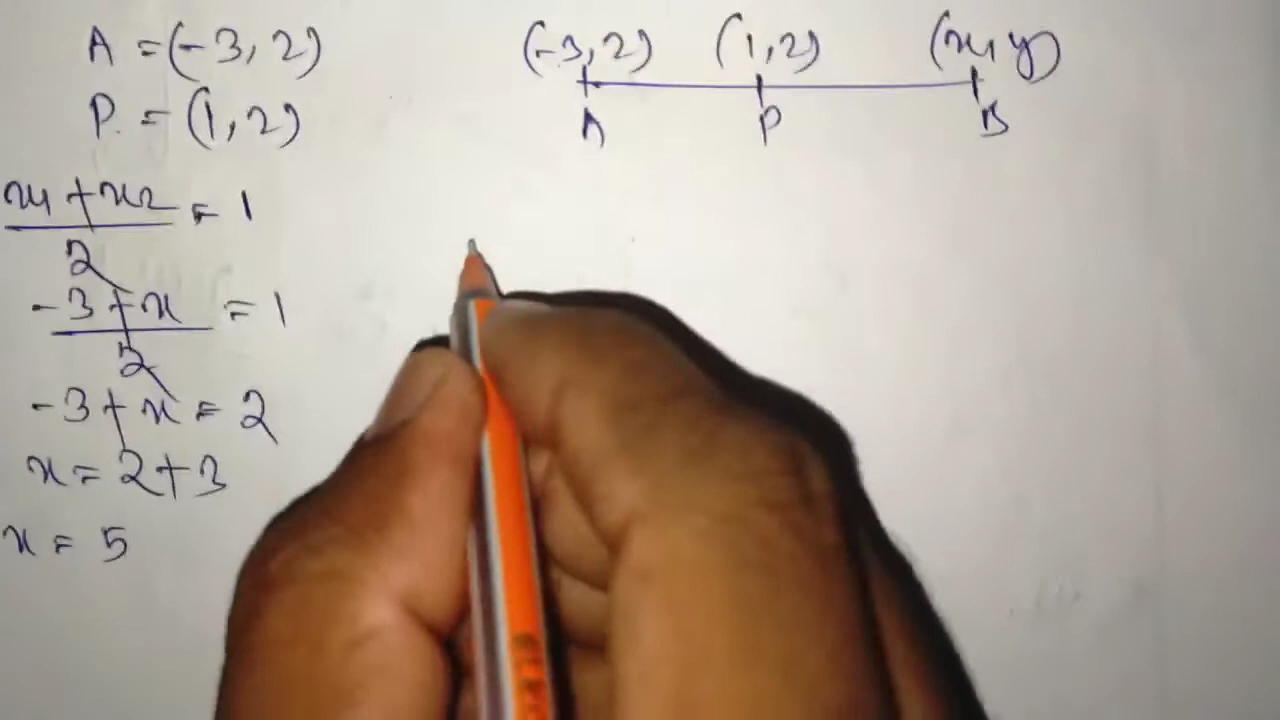 A = (-3, 2)
P. = (1, 2)
(-3, 2) (1, 2) (x, y)
A P B
x1 + x2 = 1
2
-3 + x = 1
2
-3 + x = 2
x = 2 + 3
x = 5